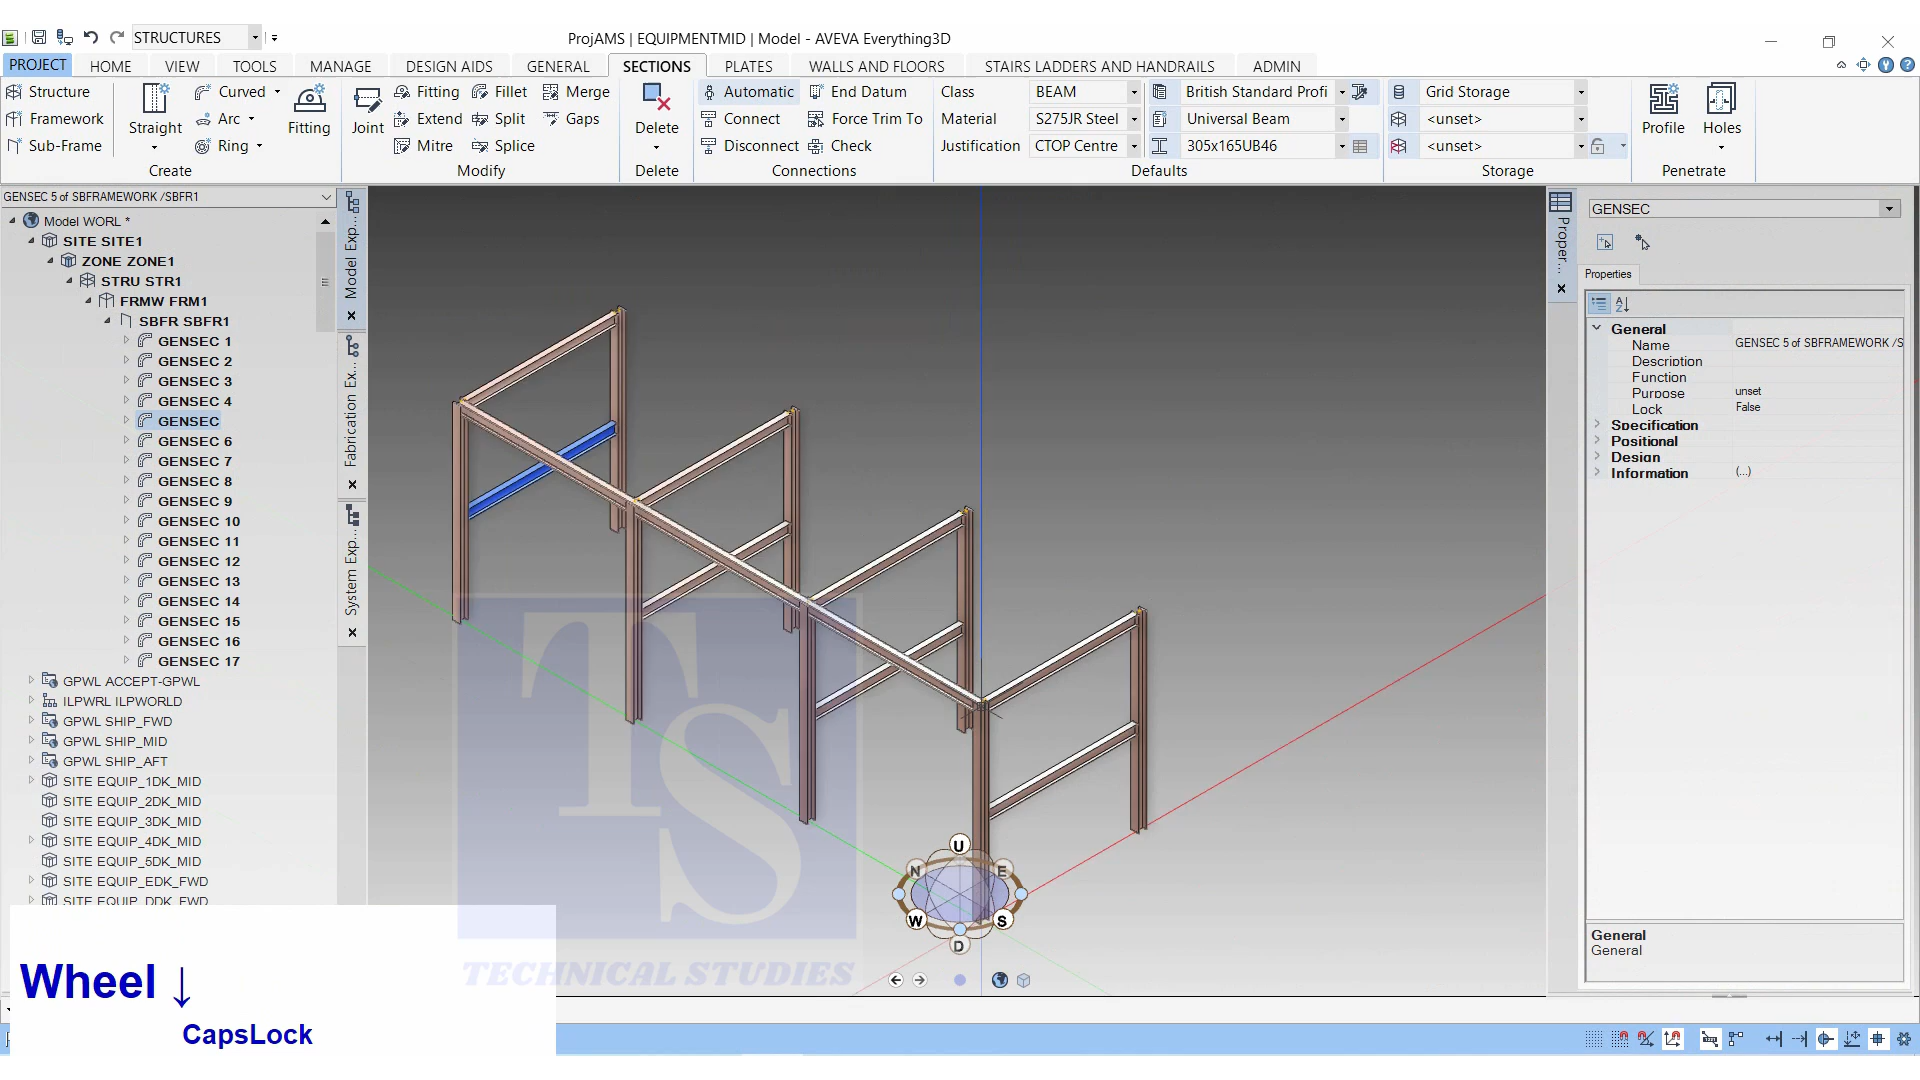 STRUCTURES
ProjAMS | EQUIPMENTMID | Model - AVEVA Everything3D
PROJECT HOME VIEW TOOLS MANAGE DESIGN AIDS GENERAL SECTIONS PLATES WALLS AND FLOORS STAIRS LADDERS AND HANDRAILS ADMIN
Structure Straight Curved Fitting Joint Fitting Fillet Merge Delete Automatic End Datum Class BEAM British Standard Profi Grid Storage Profile Holes
Framework Arc Extend Split Gaps Connect Force Trim To Material S275JR Steel Universal Beam <unset>
Sub-Frame Ring Mitre Splice Disconnect Check Justification CTOP Centre 305x165UB46 <unset>
Create Modify Delete Connections Defaults Storage Penetrate
GENSEC 5 of SBFRAMEWORK /SBFR1
Model WORL *
SITE SITE1
ZONE ZONE1
STRU STR1
FRMW FRM1
SBFR SBFR1
GENSEC 1
GENSEC 2
GENSEC 3
GENSEC 4
GENSEC
GENSEC 6
GENSEC 7
GENSEC 8
GENSEC 9
GENSEC 10
GENSEC 11
GENSEC 12
GENSEC 13
GENSEC 14
GENSEC 15
GENSEC 16
GENSEC 17
GPWL ACCEPT-GPWL
ILPWRL ILPWORLD
GPWL SHIP_FWD
GPWL SHIP_MID
GPWL SHIP_AFT
SITE EQUIP_1DK_MID
SITE EQUIP_2DK_MID
SITE EQUIP_3DK_MID
SITE EQUIP_4DK_MID
SITE EQUIP_5DK_MID
SITE EQUIP_EDK_FWD
SITE EQUIP_DDK_FWD
Model Exp...
Fabrication Ex...
System Exp...
TS
TECHNICAL STUDIES
U
N E
W S
D
Wheel ↓
CapsLock
Proper...
GENSEC
Properties
General
Name GENSEC 5 of SBFRAMEWORK /S
Description
Function
Purpose unset
Lock False
Specification
Positional
Design
Information (...)
General
General